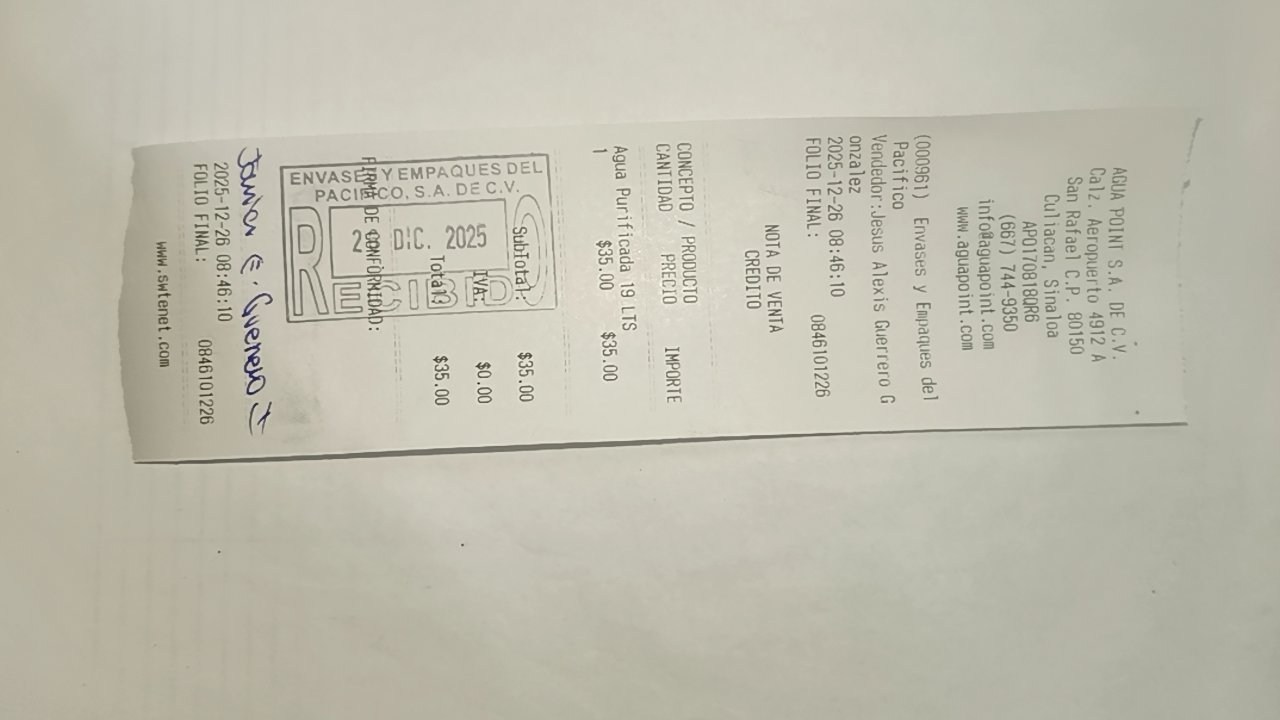 AGUA POINT S.A. DE C.V.
Calz. Aeropuerto 4912 A
San Rafael C.P. 80150
Culiacan, Sinaloa
APO170818QR6
(667) 744-9350
info@aguapoint.com
www.aguapoint.com
(000961) Envases y Empaques del
Pacifico
Vendedor:Jesus Alexis Guerrero G
onzalez
2025-12-26 08:46:10
FOLIO FINAL: 0846101226
NOTA DE VENTA
CREDITO
CONCEPTO / PRODUCTO
CANTIDAD PRECIO IMPORTE
Agua Purificada 19 LTS
1 $35.00 $35.00
SubTotal: $35.00
IVA: $0.00
Total: $35.00
FIRMA DE CONFORMIDAD:
ENVASES Y EMPAQUES DEL
PACIFICO, S.A. DE C.V.
DIC. 2025
RECIBIDO
E. Guerrero
2025-12-26 08:46:10
FOLIO FINAL: 0846101226
www.swtenet.com